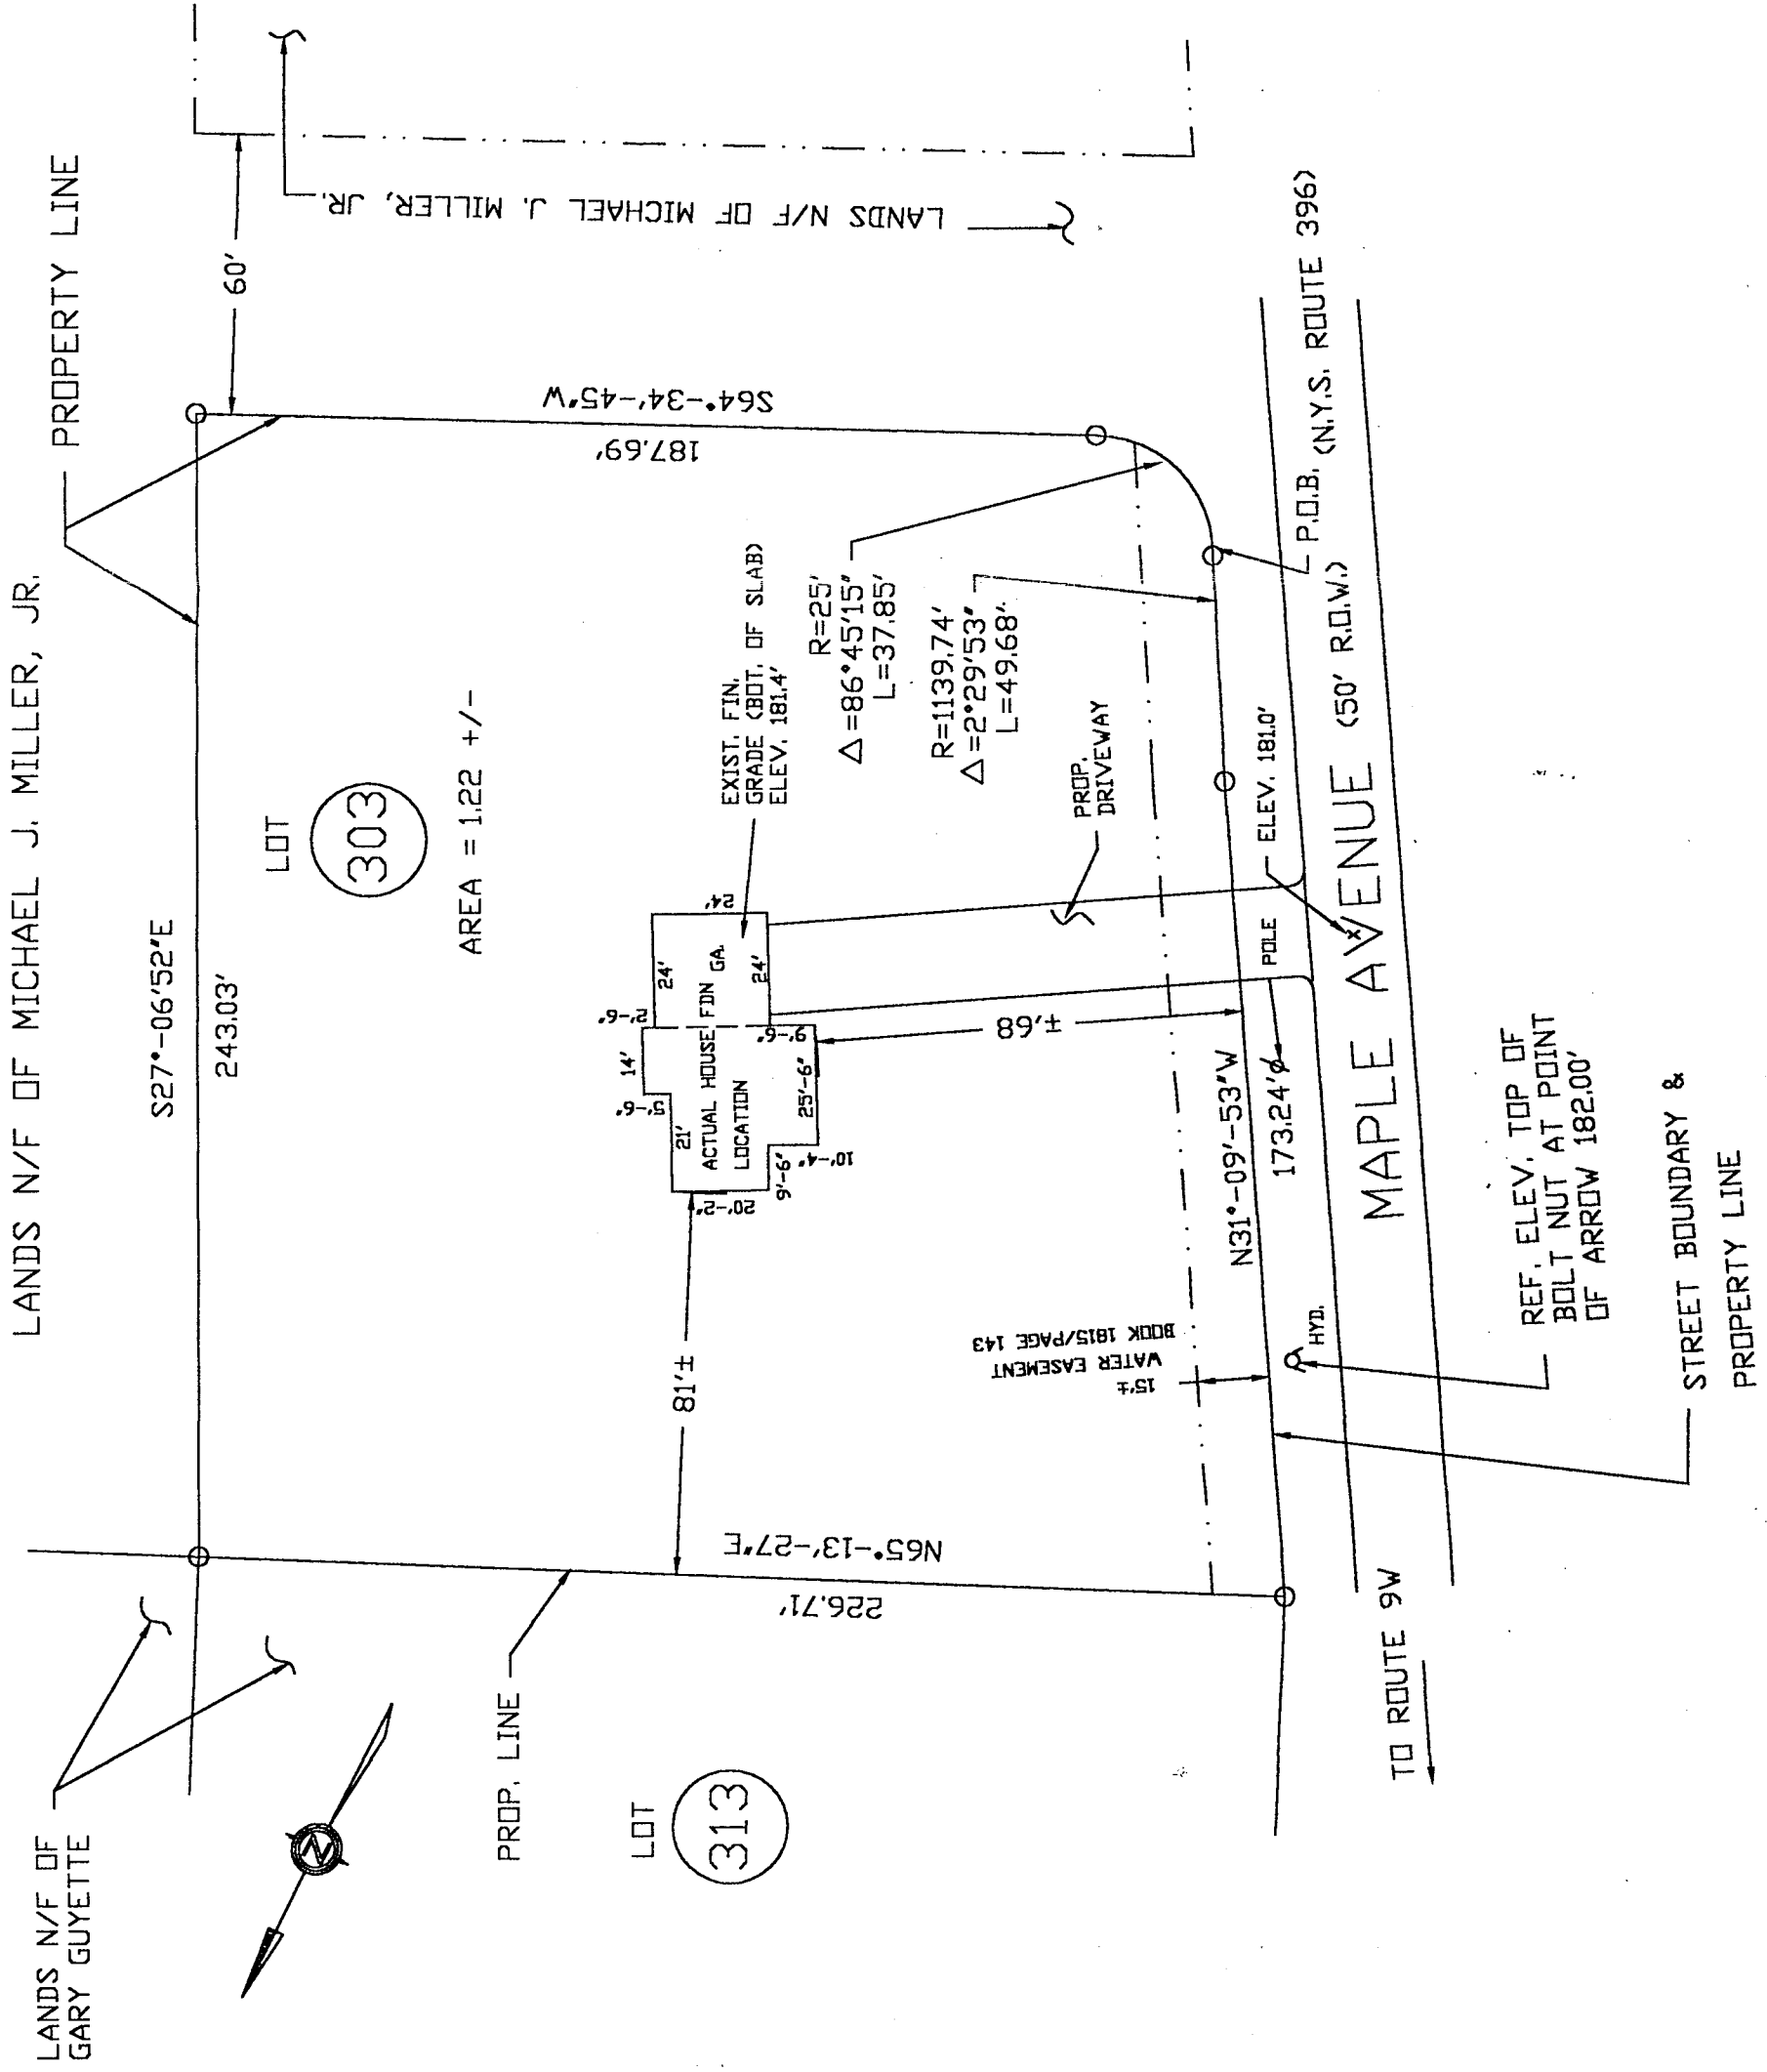 LANDS N/F OF MICHAEL J. MILLER, JR.
PROPERTY LINE
60'
LANDS N/F OF MICHAEL J. MILLER, JR.
LANDS N/F OF
GARY GUYETTE
S27°-06'52"E
243.03'
LOT
303
AREA = 1.22 +/-
S64°-34'-45"W
187.69'
EXIST. FIN.
GRADE (BOT. OF SLAB)
ELEV. 181.4'
R=25'
Δ=86°45'15"
L=37.85'
R=1139.74'
Δ=2°29'53"
L=49.68'
PROP.
DRIVEWAY
ACTUAL HOUSE FDN
LOCATION
GA.
24'
24'
24'
2'-6"
14'
5'-6"
21'
20'-2"
9'-6"
10'-4"
25'-6"
9'-6"
89'±
81'±
PROP. LINE
N65°-13'-27"E
226.71'
LOT
313
N
15'±
WATER EASEMENT
BOOK 1815/PAGE 143
N31°-09'-53"W
173.24'
POLE
ELEV. 181.0'
HYD.
P.O.B.
(N.Y.S. ROUTE 396)
MAPLE AVENUE
(50' R.O.W.)
TO ROUTE 9W
REF. ELEV. TOP OF
BOLT NUT AT POINT
OF ARROW 182.00'
STREET BOUNDARY &
PROPERTY LINE